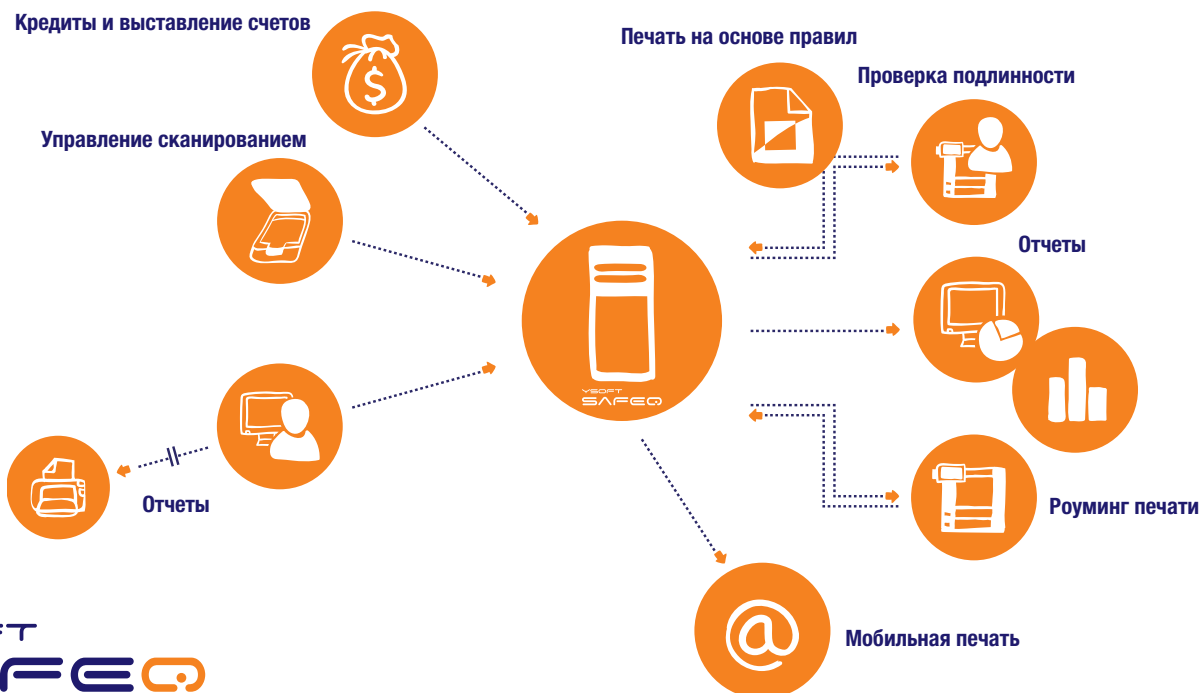 Кредиты и выставление счетов
Печать на основе правил
Проверка подлинности
Управление сканированием
$
Отчеты
YSOFT
SAFEQ
Отчеты
Роуминг печати
@
Мобильная печать
FT
FEQ